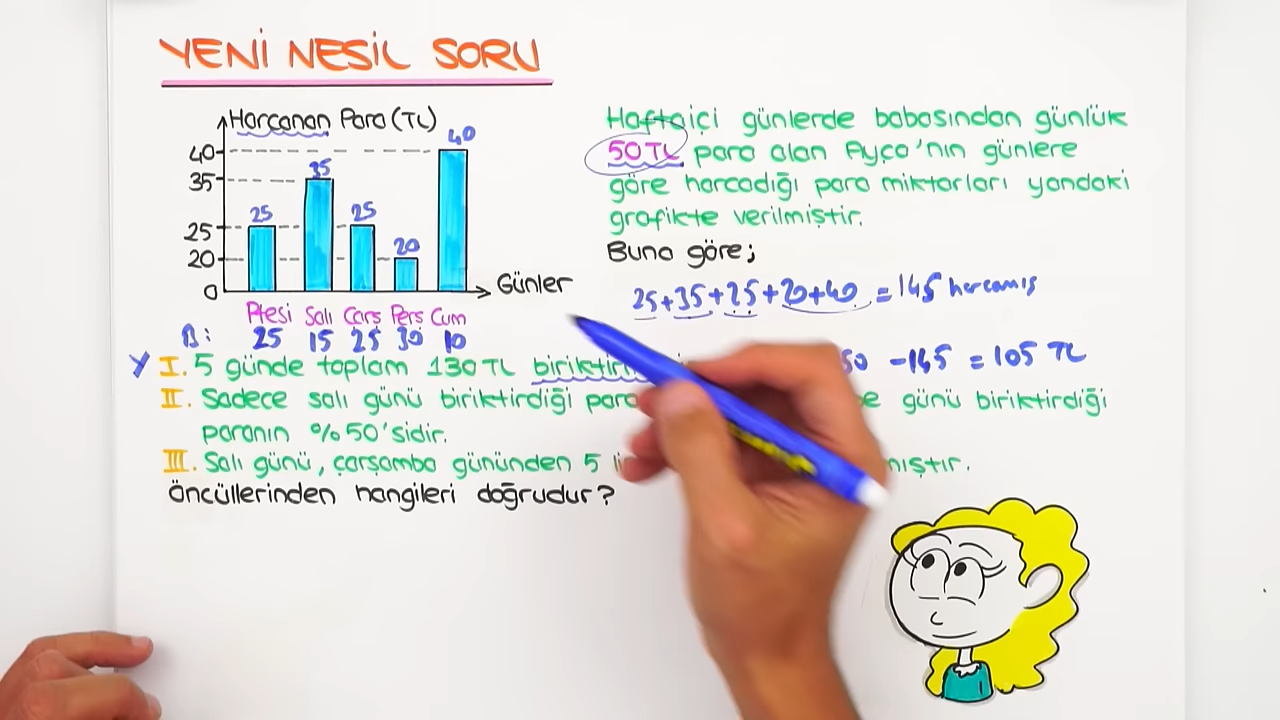 YENİ NESİL SORU
Harcanan Para (TL)
40
35
25
20
0
25
35
25
20
40
Günler
Ptesi Salı Çarş Perş Cum
B: 25 15 25 30 10
Haftaiçi günlerde babasından günlük
50 TL para alan Ayça'nın günlere
göre harcadığı para miktarları yandaki
grafikte verilmiştir.
Buna göre;
25+35+25+20+40 = 145 harcamış
Y I. 5 günde toplam 130 TL
50 - 145 = 105 TL
II. Sadece salı günü biriktirdiği para günü biriktirdiği
paranın %50'sidir.
III. Salı günü, çarşamba gününden 5
Öncüllerinden hangileri doğrudur?